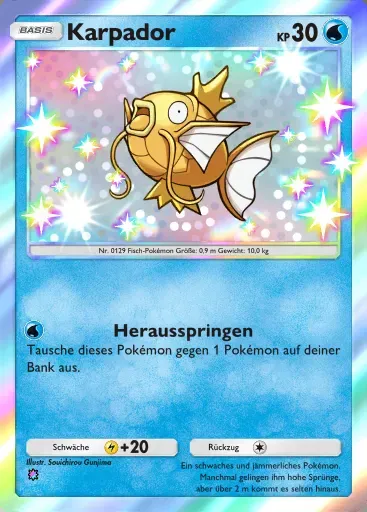 BASIS Karpador KP 30
Nr. 0129 Fisch-Pokémon Größe: 0,9 m Gewicht: 10,0 kg
Herausspringen
Tausche dieses Pokémon gegen 1 Pokémon auf deiner
Bank aus.
Schwäche +20 Rückzug
Illustr. Souichirou Gunjima
Ein schwaches und jämmerliches Pokémon.
Manchmal gelingen ihm hohe Sprünge,
aber über 2 m kommt es selten hinaus.